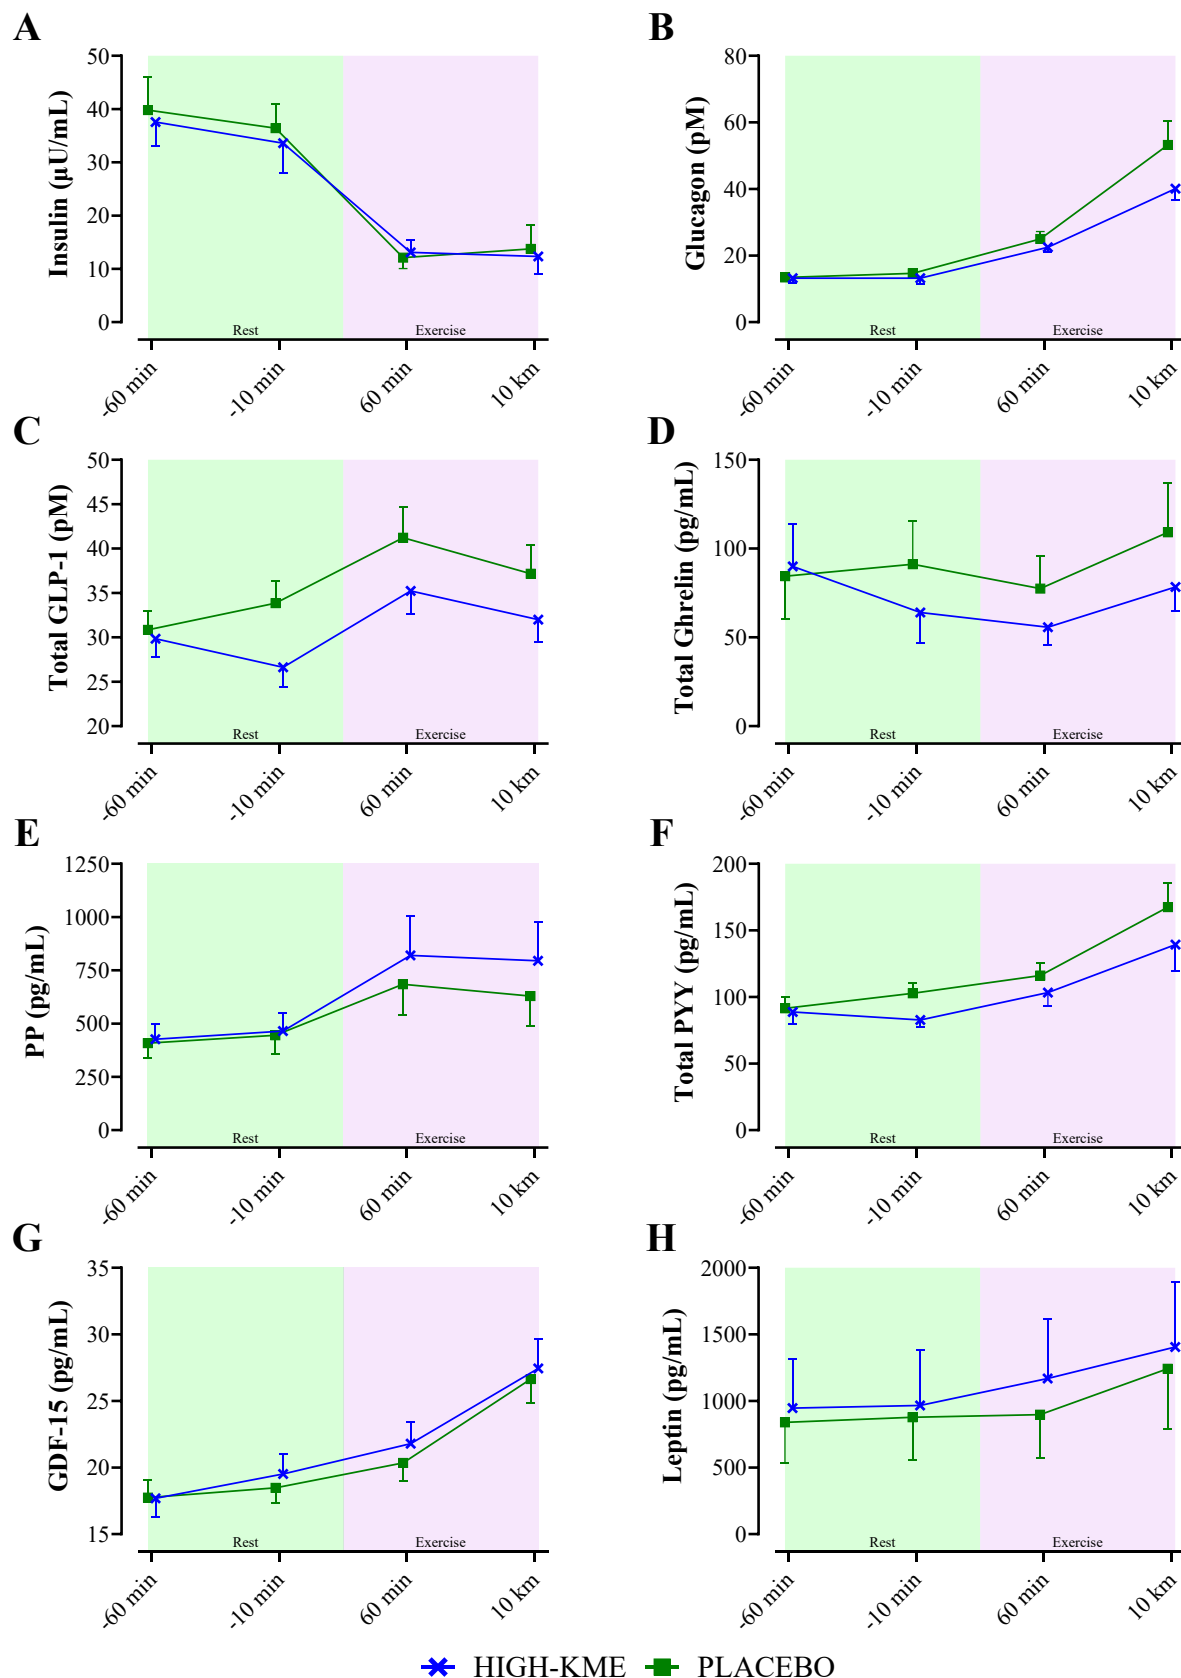 A
Insulin (µU/mL)
50
40
30
20
10
0
Rest
Exercise
-60 min
-10 min
60 min
10 km
B
Glucagon (pM)
80
60
40
20
0
Rest
Exercise
-60 min
-10 min
60 min
10 km
C
Total GLP-1 (pM)
50
45
40
35
30
25
20
Rest
Exercise
-60 min
-10 min
60 min
10 km
D
Total Ghrelin (pg/mL)
150
100
50
0
Rest
Exercise
-60 min
-10 min
60 min
10 km
E
PP (pg/mL)
1250
1000
750
500
250
0
Rest
Exercise
-60 min
-10 min
60 min
10 km
F
Total PYY (pg/mL)
200
150
100
50
0
Rest
Exercise
-60 min
-10 min
60 min
10 km
G
GDF-15 (pg/mL)
35
30
25
20
15
Rest
Exercise
-60 min
-10 min
60 min
10 km
H
Leptin (pg/mL)
2000
1500
1000
500
0
Rest
Exercise
-60 min
-10 min
60 min
10 km
HIGH-KME
PLACEBO